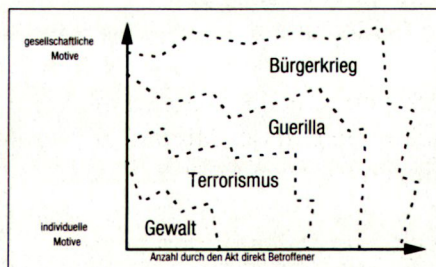 gesellschaftliche
Motive
Bürgerkrieg
Guerilla
Terrorismus
Gewalt
individuelle
Motive
Anzahl durch den Akt direkt Betroffener